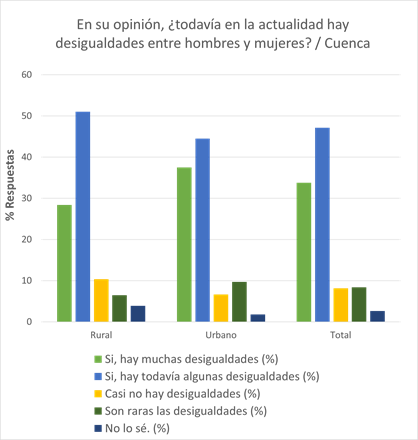 En su opinión, ¿todavía en la actualidad hay
desigualdades entre hombres y mujeres? / Cuenca
60
50
40
30
20
10
0
% Respuestas
Rural
Urbano
Total
Si, hay muchas desigualdades (%)
Si, hay todavía algunas desigualdades (%)
Casi no hay desigualdades (%)
Son raras las desigualdades (%)
No lo sé. (%)